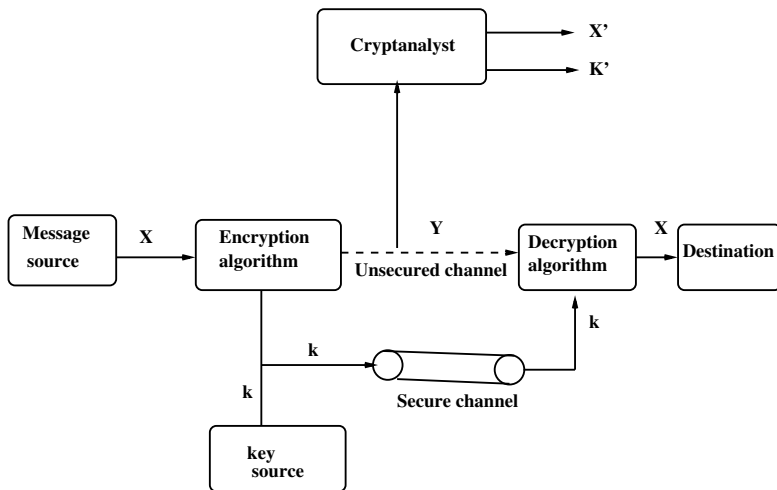 Cryptanalyst
X’
K’
Message
source
X
Encryption
algorithm
Y
Unsecured channel
Decryption
algorithm
X
Destination
k
k
k
Secure channel
key
source